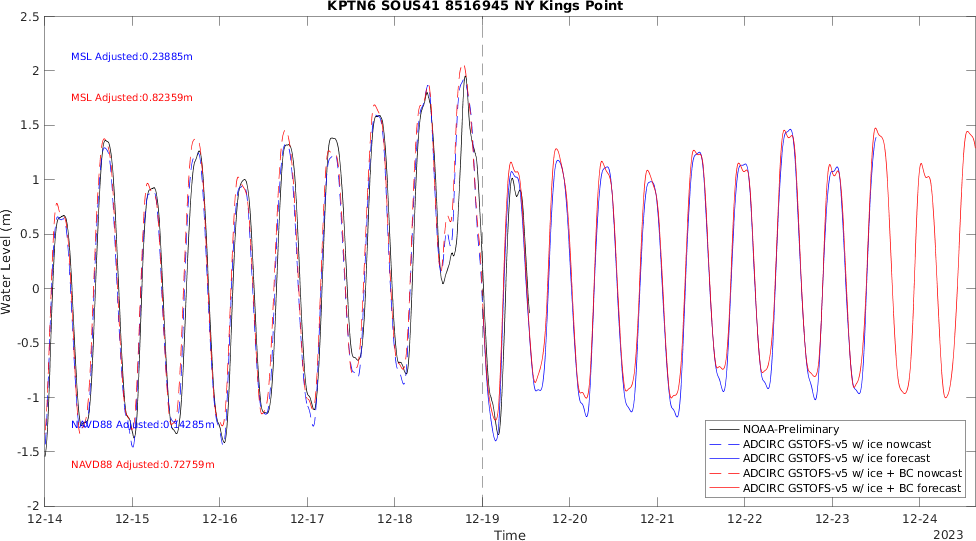 KPTN6 SOUS41 8516945 NY Kings Point
2.5
2
1.5
1
0.5
0
-0.5
-1
-1.5
-2
Water Level (m)
MSL Adjusted:0.23885m
MSL Adjusted:0.82359m
NAVD88 Adjusted:0.14285m
NAVD88 Adjusted:0.72759m
NOAA-Preliminary
ADCIRC GSTOFS-v5 w/ ice nowcast
ADCIRC GSTOFS-v5 w/ ice forecast
ADCIRC GSTOFS-v5 w/ ice + BC nowcast
ADCIRC GSTOFS-v5 w/ ice + BC forecast
12-14 12-15 12-16 12-17 12-18 12-19 12-20 12-21 12-22 12-23 12-24
Time
2023